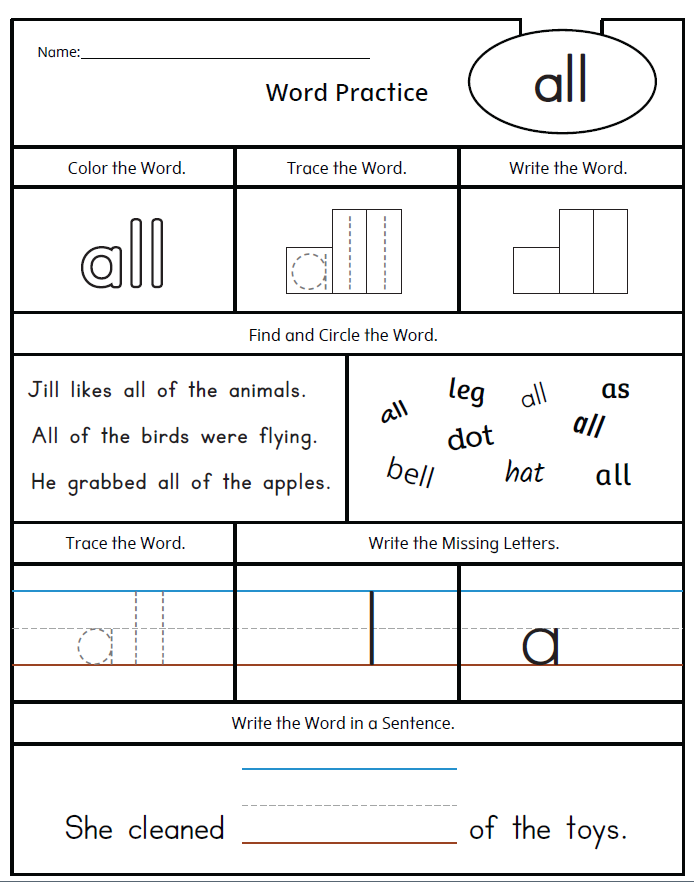 Name:
Word Practice
all
Color the Word.
Trace the Word.
Write the Word.
all
all
Find and Circle the Word.
Jill likes all of the animals.
All of the birds were flying.
He grabbed all of the apples.
all leg all as
dot all
bell hat all
Trace the Word.
Write the Missing Letters.
all
l
a
Write the Word in a Sentence.
She cleaned of the toys.